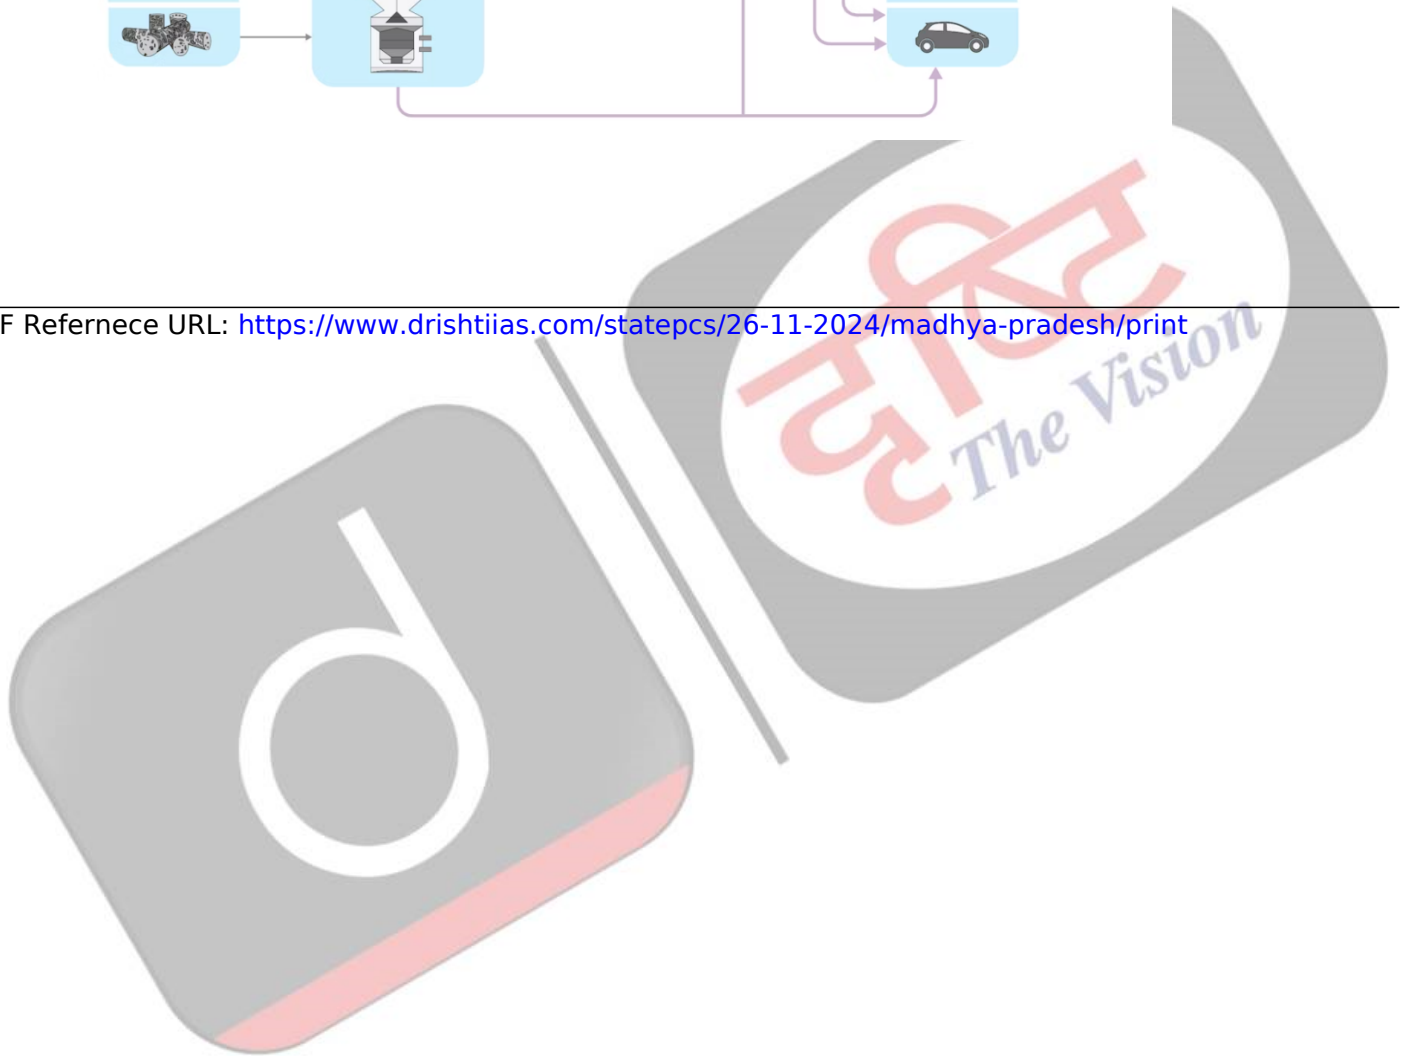 F Refernece URL: https://www.drishtiias.com/statepcs/26-11-2024/madhya-pradesh/print
दृष्टि
The Vision
d